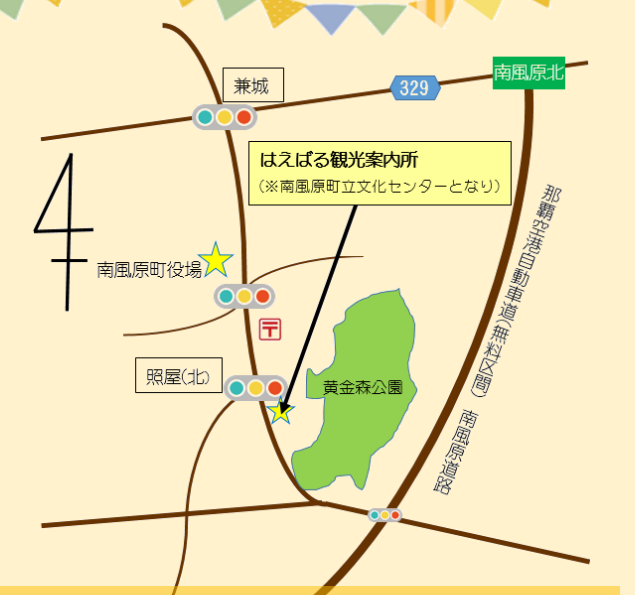 南風原北
兼城
329
はえばる観光案内所
(※南風原町立文化センターとなり)
那覇空港自動車道(無料区間) 南風原道路
南風原町役場
〒
照屋(北)
黄金森公園